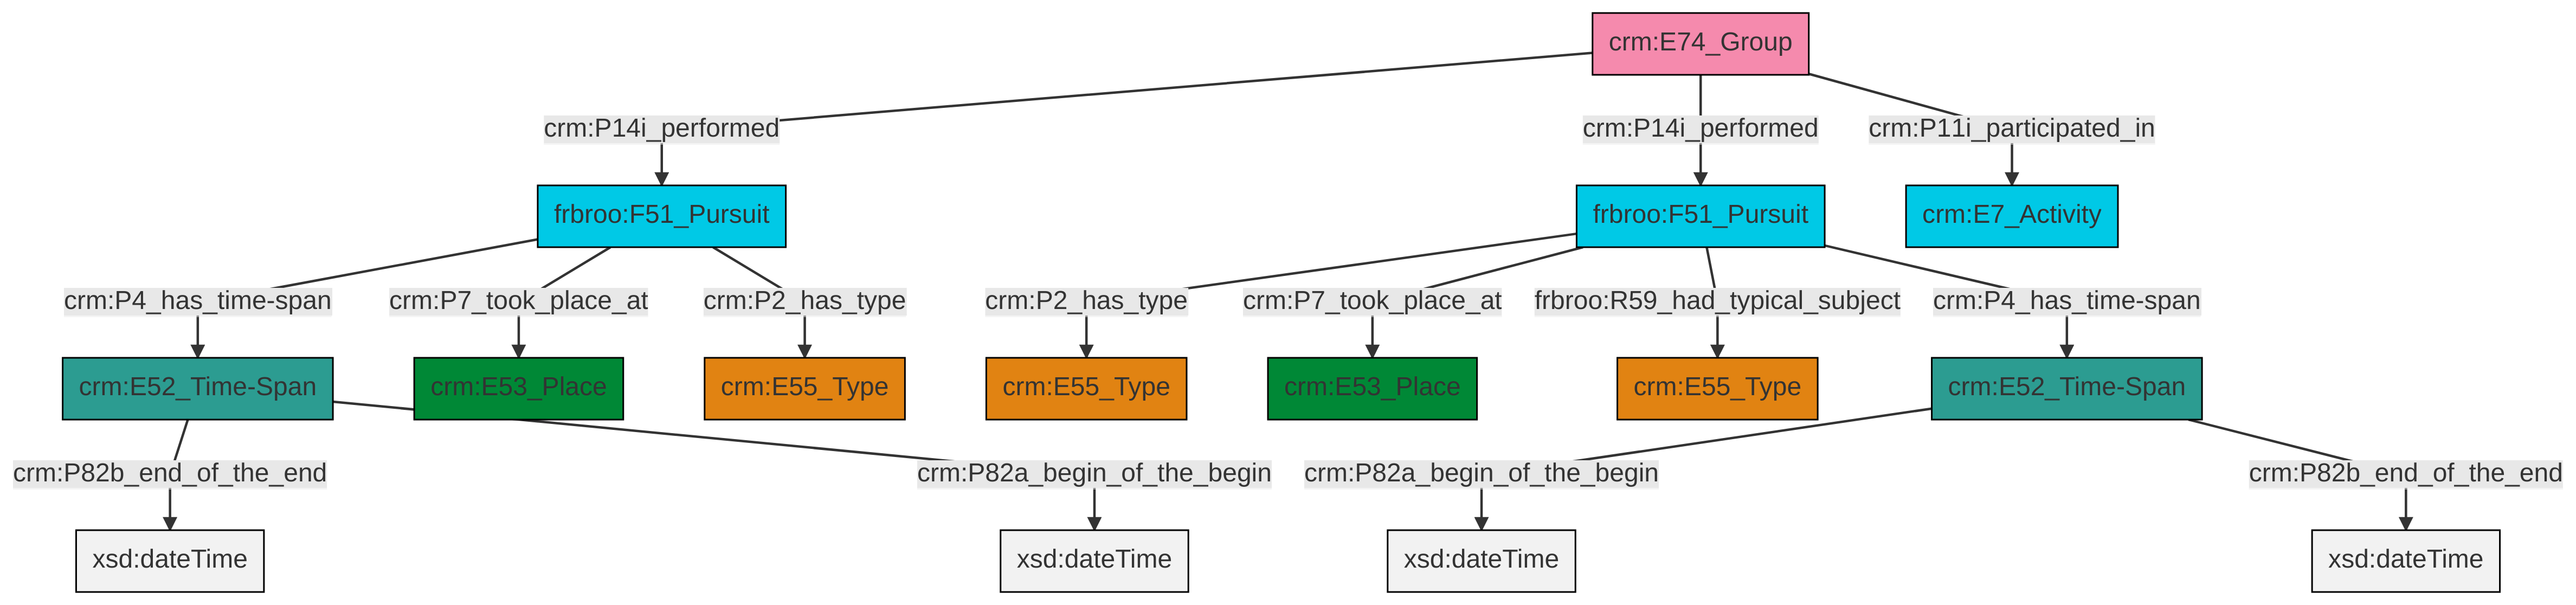 crm:E74_Group
crm:P14i_performed
crm:P14i_performed
crm:P11i_participated_in
frbroo:F51_Pursuit
frbroo:F51_Pursuit
crm:E7_Activity
crm:P4_has_time-span
crm:P7_took_place_at
crm:P2_has_type
crm:P2_has_type
crm:P7_took_place_at
frbroo:R59_had_typical_subject
crm:P4_has_time-span
crm:E52_Time-Span
crm:E53_Place
crm:E55_Type
crm:E55_Type
crm:E53_Place
crm:E55_Type
crm:E52_Time-Span
crm:P82b_end_of_the_end
crm:P82a_begin_of_the_begin
crm:P82a_begin_of_the_begin
crm:P82b_end_of_the_end
xsd:dateTime
xsd:dateTime
xsd:dateTime
xsd:dateTime